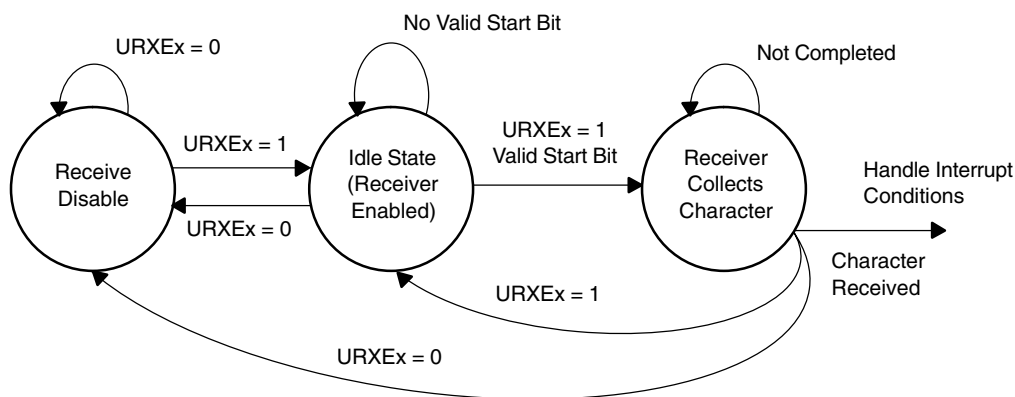 No Valid Start Bit
URXEx = 0
Not Completed
URXEx = 1
URXEx = 1
Valid Start Bit
Receive
Disable
Idle State
(Receiver
Enabled)
Receiver
Collects
Character
Handle Interrupt
Conditions
URXEx = 0
Character
Received
URXEx = 1
URXEx = 0